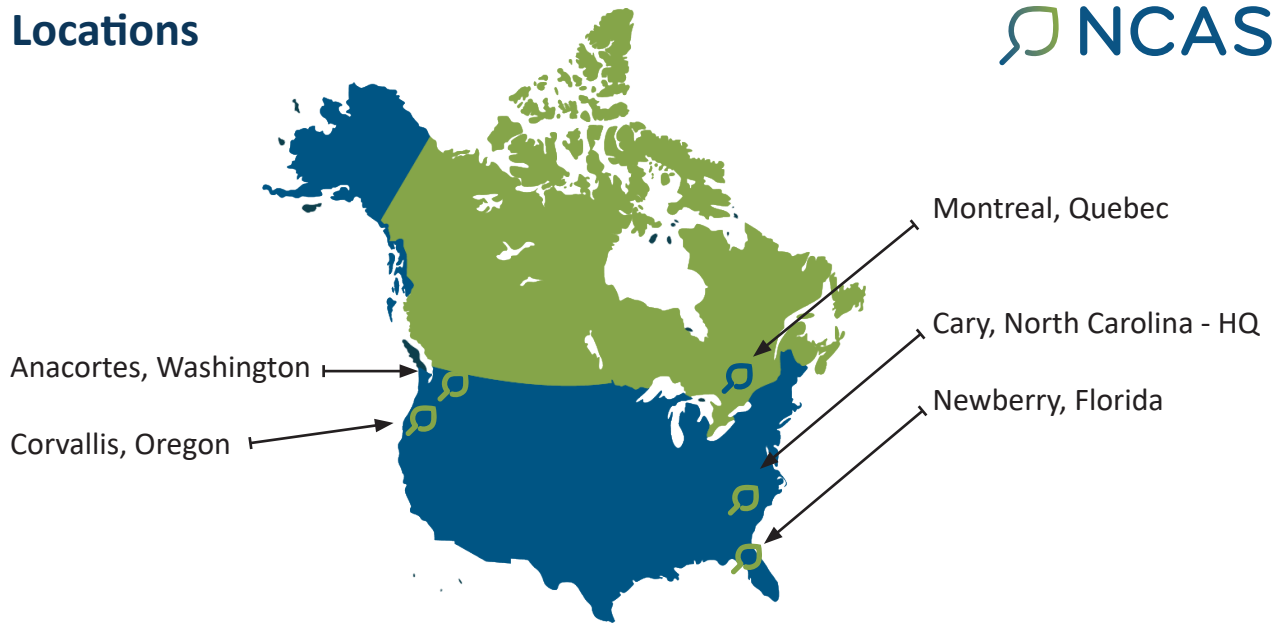 Locations
NCAS
Montreal, Quebec
Cary, North Carolina - HQ
Anacortes, Washington
Newberry, Florida
Corvallis, Oregon